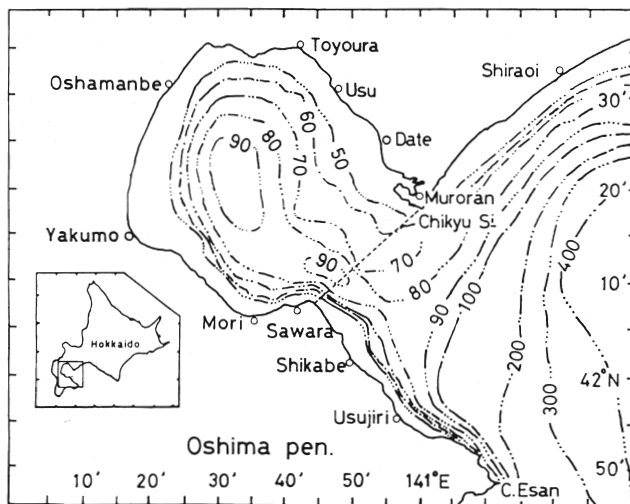 Toyoura
Oshamanbe
Shiraoi
Usu
30'
90
80
60
50
70
Date
20'
Muroran
Chikyu St.
Yakumo
400
90
70
80
10'
90
100
Hokkaido
Mori
Sawara
200
Shikabe
42°N
300
Usujiri
Oshima pen.
50'
C.Esan
10' 20' 30' 40' 50' 141°E